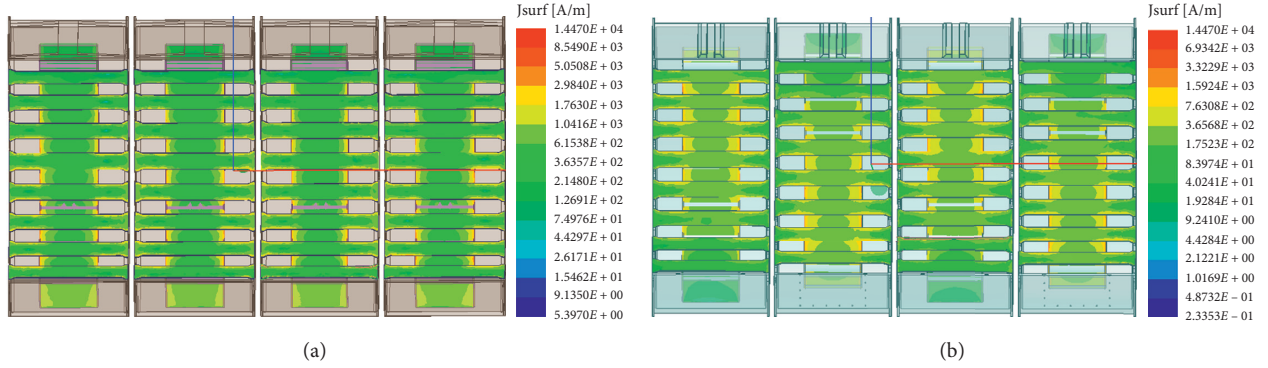 Jsurf [A/m]
1.4470E + 04
8.5490E + 03
5.0508E + 03
2.9840E + 03
1.7630E + 03
1.0416E + 03
6.1538E + 02
3.6357E + 02
2.1480E + 02
1.2691E + 02
7.4976E + 01
4.4297E + 01
2.6171E + 01
1.5462E + 01
9.1350E + 00
5.3970E + 00
(a)
Jsurf [A/m]
1.4470E + 04
6.9342E + 03
3.3229E + 03
1.5924E + 03
7.6308E + 02
3.6568E + 02
1.7523E + 02
8.3974E + 01
4.0241E + 01
1.9284E + 01
9.2410E + 00
4.4284E + 00
2.1221E + 00
1.0169E + 00
4.8732E – 01
2.3353E – 01
(b)